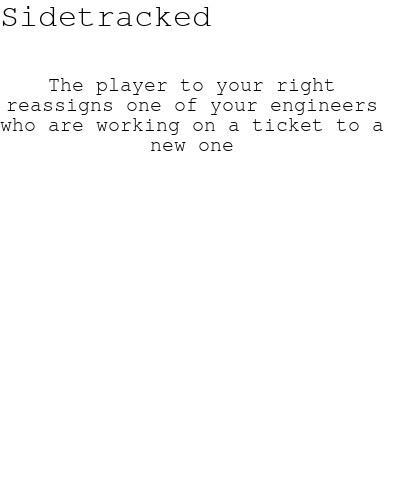 Sidetracked
The player to your right
reassigns one of your engineers
who are working on a ticket to a
new one